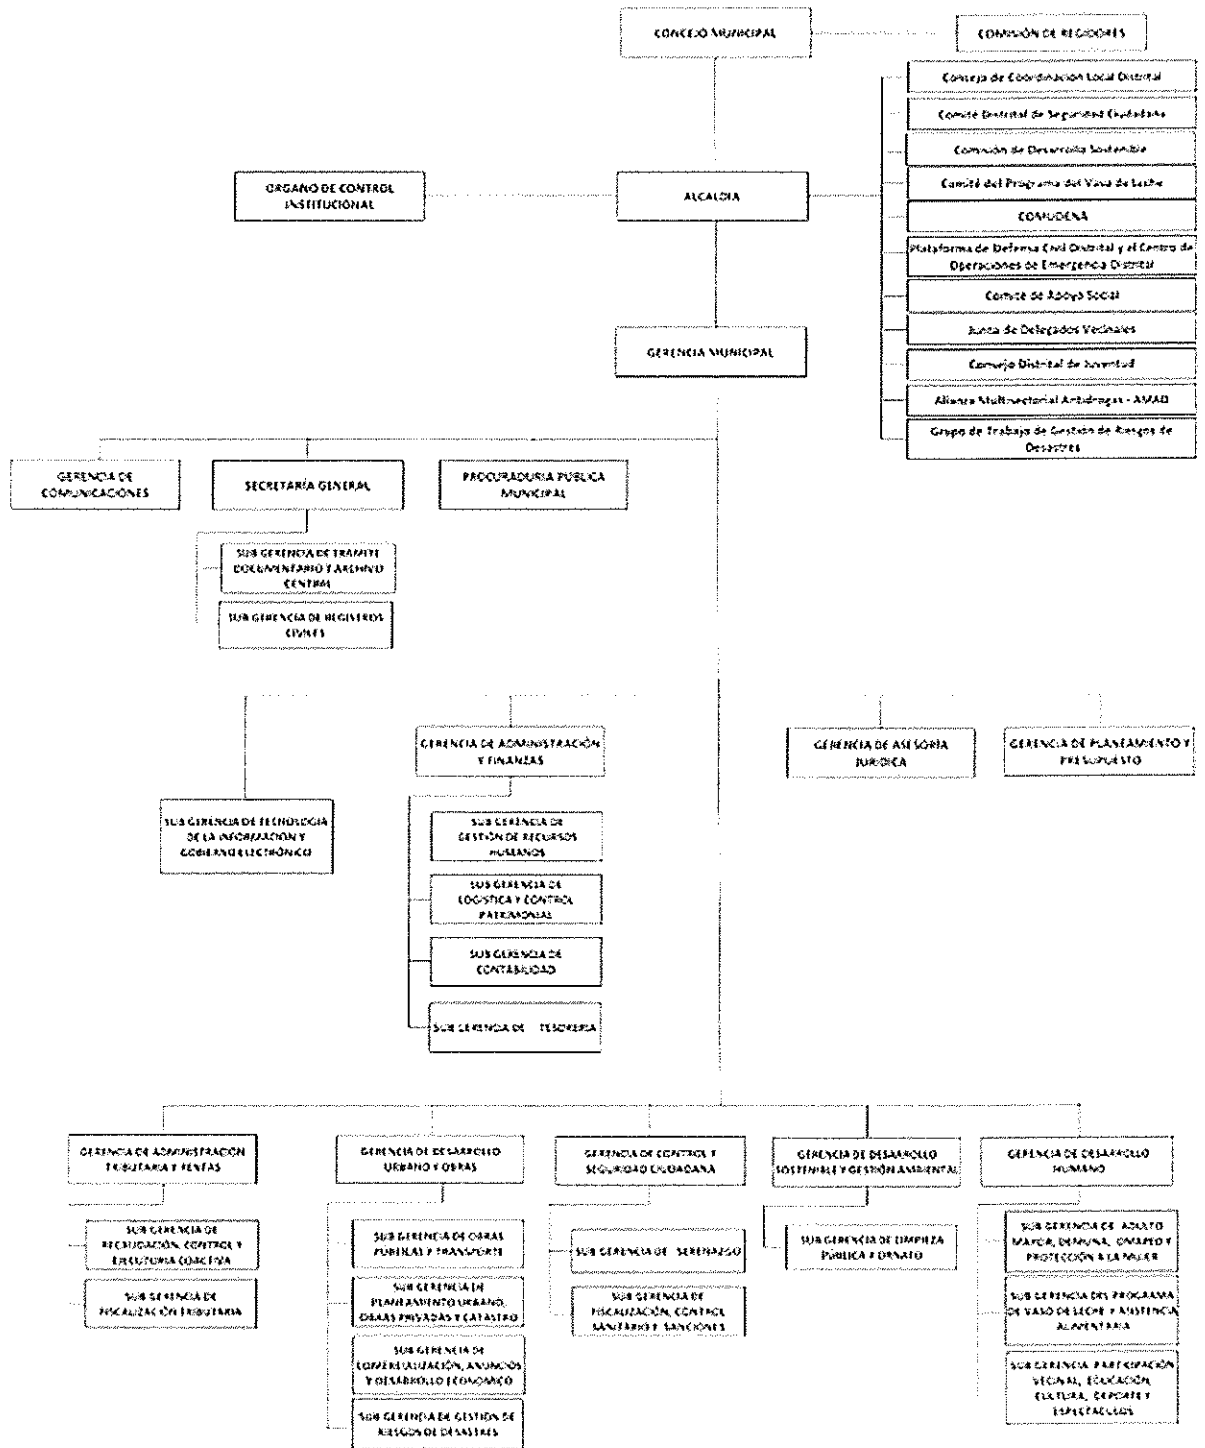 CONCEJO MUNICIPAL
COMISIÓN DE REGIDORES
Consejo de Coordinación Local Distrital
Comité Distrital de Seguridad Ciudadana
Comisión de Desarrollo Sostenible
ORGANO DE CONTROL
INSTITUCIONAL
ALCALDIA
Comité del Programa del Vaso de Leche
COMUDENA
Plataforma de Defensa Civil Distrital y el Centro de
Operaciones de Emergencia Distrital
Comité de Apoyo Social
Junta de Delegados Vecinales
GERENCIA MUNICIPAL
Consejo Distrital de Juventud
Alianza Multisectorial Antidrogas - AMAD
Grupo de Trabajo de Gestión de Riesgos de
Desastres
GERENCIA DE
COMUNICACIONES
SECRETARÍA GENERAL
PROCURADURIA PÚBLICA
MUNICIPAL
SUB GERENCIA DE TRAMITE
DOCUMENTARIO Y ARCHIVO
CENTRAL
SUB GERENCIA DE REGISTROS
CIVILES
GERENCIA DE ADMINISTRACIÓN
Y FINANZAS
GERENCIA DE ASESORÍA
JURIDICA
GERENCIA DE PLANEAMIENTO Y
PRESUPUESTO
SUB GERENCIA DE TECNOLOGIA
DE LA INFORMACION Y
GOBIERNO ELECTRÓNICO
SUB GERENCIA DE
GESTIÓN DE RECURSOS
HUMANOS
SUB GERENCIA DE
LOGISTICA Y CONTROL
PATRIMONIAL
SUB GERENCIA DE
CONTABILIDAD
SUB GERENCIA DE TESORERIA
GERENCIA DE ADMINISTRACION
TRIBUTARIA Y RENTAS
GERENCIA DE DESARROLLO
URBANO Y OBRAS
GERENCIA DE CONTROL Y
SEGURIDAD CIUDADANA
GERENCIA DE DESARROLLO
SOSTENIBLE Y GESTIÓN AMBIENTAL
GERENCIA DE DESARROLLO
HUMANO
SUB GERENCIA DE
RECAUDACIÓN, CONTROL Y
EJECUTORIA COACTIVA
SUB GERENCIA DE
FISCALIZACIÓN TRIBUTARIA
SUB GERENCIA DE OBRAS
PUBLICAS Y TRANSPORTE
SUB GERENCIA DE
PLANEAMIENTO URBANO,
OBRAS PRIVADAS Y CATASTRO
SUB GERENCIA DE
COMERCIALIZACIÓN, ANUNCIOS
Y DESARROLLO ECONOMICO
SUB GERENCIA DE GESTION DE
RIESGOS DE DESASTRES
SUB GERENCIA DE SERENAZGO
SUB GERENCIA DE
FISCALIZACIÓN, CONTROL
SANITARIO Y SANCIONES
SUB GERENCIA DE LIMPIEZA
PÚBLICA Y ORNATO
SUB GERENCIA DE ADULTO
MAYOR, DEMUNA, OMAPED Y
PROTECCIÓN A LA MUJER
SUB GERENCIA DEL PROGRAMA
DE VASO DE LECHE Y ASISTENCIA
ALIMENTARIA
SUB GERENCIA PARTICIPACIÓN
VECINAL, EDUCACIÓN,
CULTURA, DEPORTE Y
ESPECTACULOS